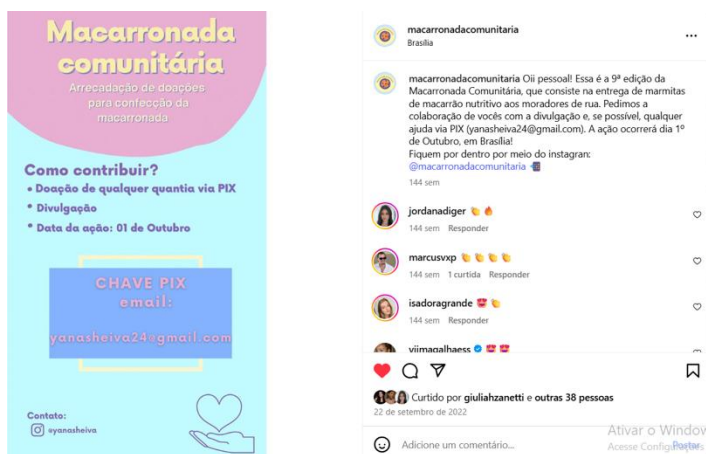 Macarronada
comunitária
Arrecadação de doações
para confecção da
macarronada
Como contribuir?
• Doação de qualquer quantia via PIX
* Divulgação
* Data da ação: 01 de Outubro
CHAVE PIX
email:
yanasheiva24@gmail.com
Contato:
@yanasheiva
macarronadacomunitaria
Brasília
macarronadacomunitaria Oii pessoal! Essa é a 9ª edição da
Macarronada Comunitária, que consiste na entrega de marmitas
de macarrão nutritivo aos moradores de rua. Pedimos a
colaboração de vocês com a divulgação e, se possível, qualquer
ajuda via PIX (yanasheiva24@gmail.com). A ação ocorrerá dia 1º
de Outubro, em Brasília!
Fiquem por dentro por meio do instagran:
@macarronadacomunitaria
144 sem
jordanadiger
144 sem Responder
marcusvxp
144 sem 1 curtida Responder
isadoragrande
144 sem Responder
vjimagalhaess
Curtido por giuliahzanetti e outras 38 pessoas
22 de setembro de 2022
Adicione um comentário...
Postar
Ativar o Window
Acesse Configurações